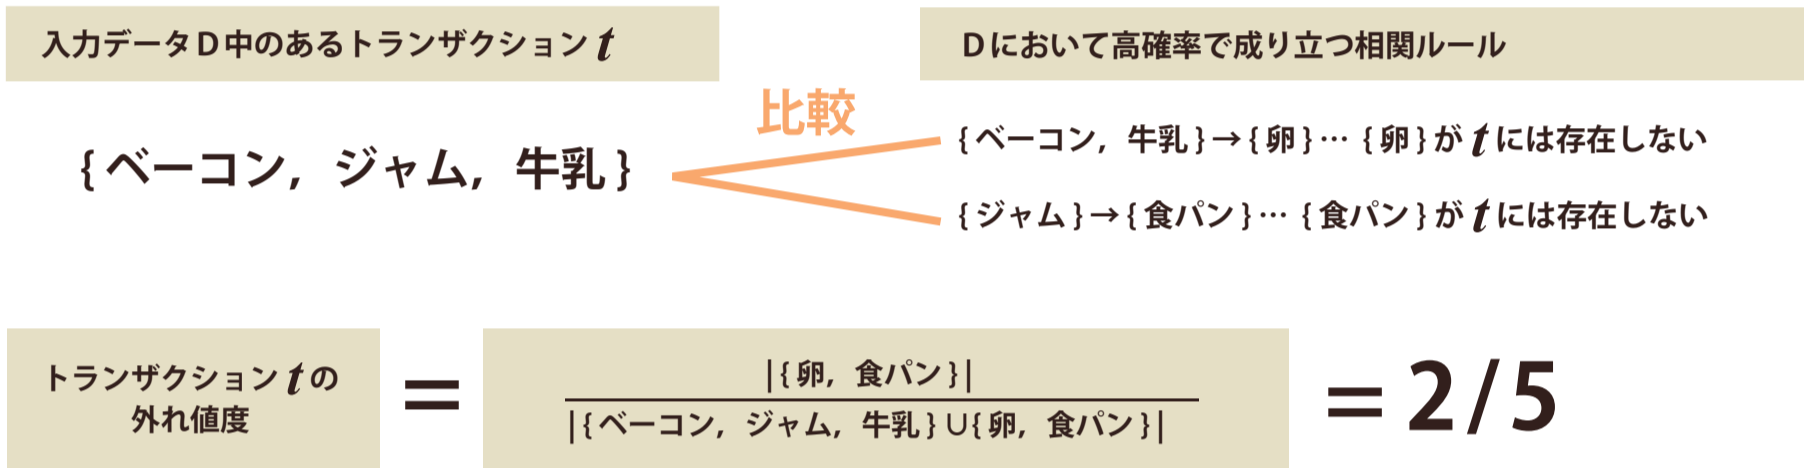 入力データD中のあるトランザクションt
Dにおいて高確率で成り立つ相関ルール
比較
{ベーコン，ジャム，牛乳}
{ベーコン，牛乳}→{卵}… {卵}がtには存在しない
{ジャム}→{食パン}… {食パン}がtには存在しない
トランザクションtの
外れ値度
=
|{卵，食パン}|
|{ベーコン，ジャム，牛乳}∪{卵，食パン}|
= 2/5